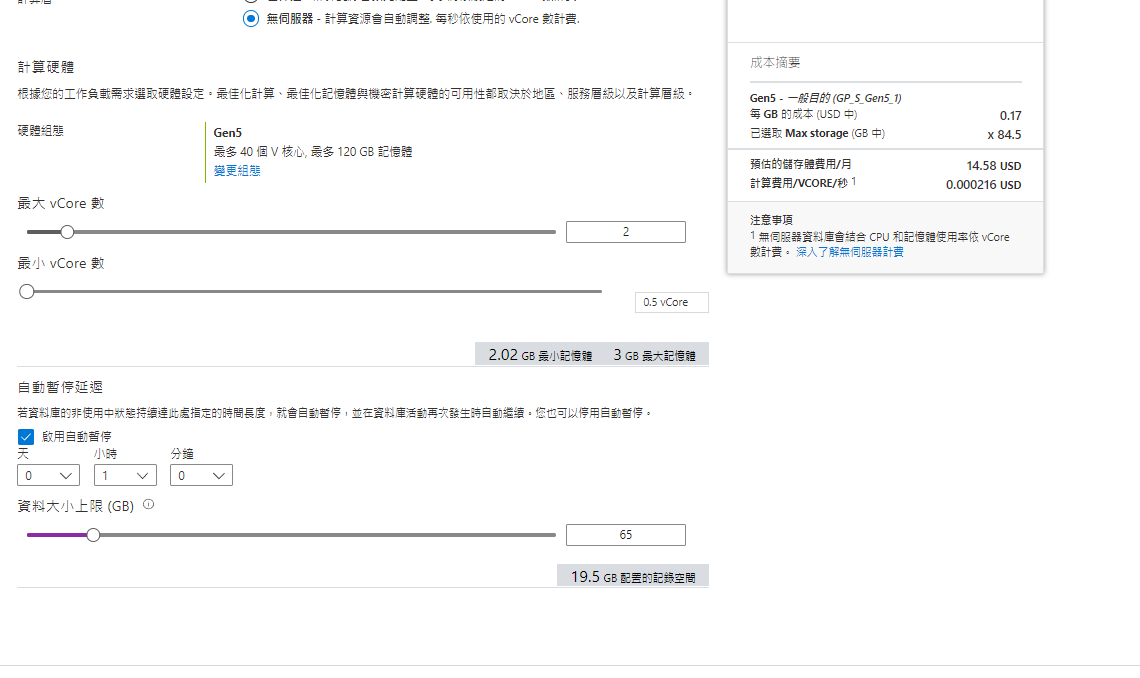 無伺服器 - 計算資源會自動調整. 每秒依使用的 vCore 數計費.
計算硬體
根據您的工作負載需求選取硬體設定。最佳化計算、最佳化記憶體與機密計算硬體的可用性都取決於地區、服務層級以及計算層級。
硬體組態
Gen5
最多 40 個 V 核心, 最多 120 GB 記憶體
變更組態
最大 vCore 數
2
最小 vCore 數
0.5 vCore
2.02 GB 最小記憶體 3 GB 最大記憶體
自動暫停延遲
若資料庫的非使用中狀態持續達此處指定的時間長度，就會自動暫停，並在資料庫活動再次發生時自動繼續。您也可以停用自動暫停。
啟用自動暫停
天 小時 分鐘
0 1 0
資料大小上限 (GB)
65
19.5 GB 配置的記錄空間
成本摘要
Gen5 - 一般目的 (GP_S_Gen5_1)
每 GB 的成本 (USD 中) 0.17
已選取 Max storage (GB 中) x 84.5
預估的儲存體費用/月 14.58 USD
計算費用/VCORE/秒 1 0.000216 USD
注意事項
1 無伺服器資料庫會結合 CPU 和記憶體使用率依 vCore
數計費。 深入了解無伺服器計費